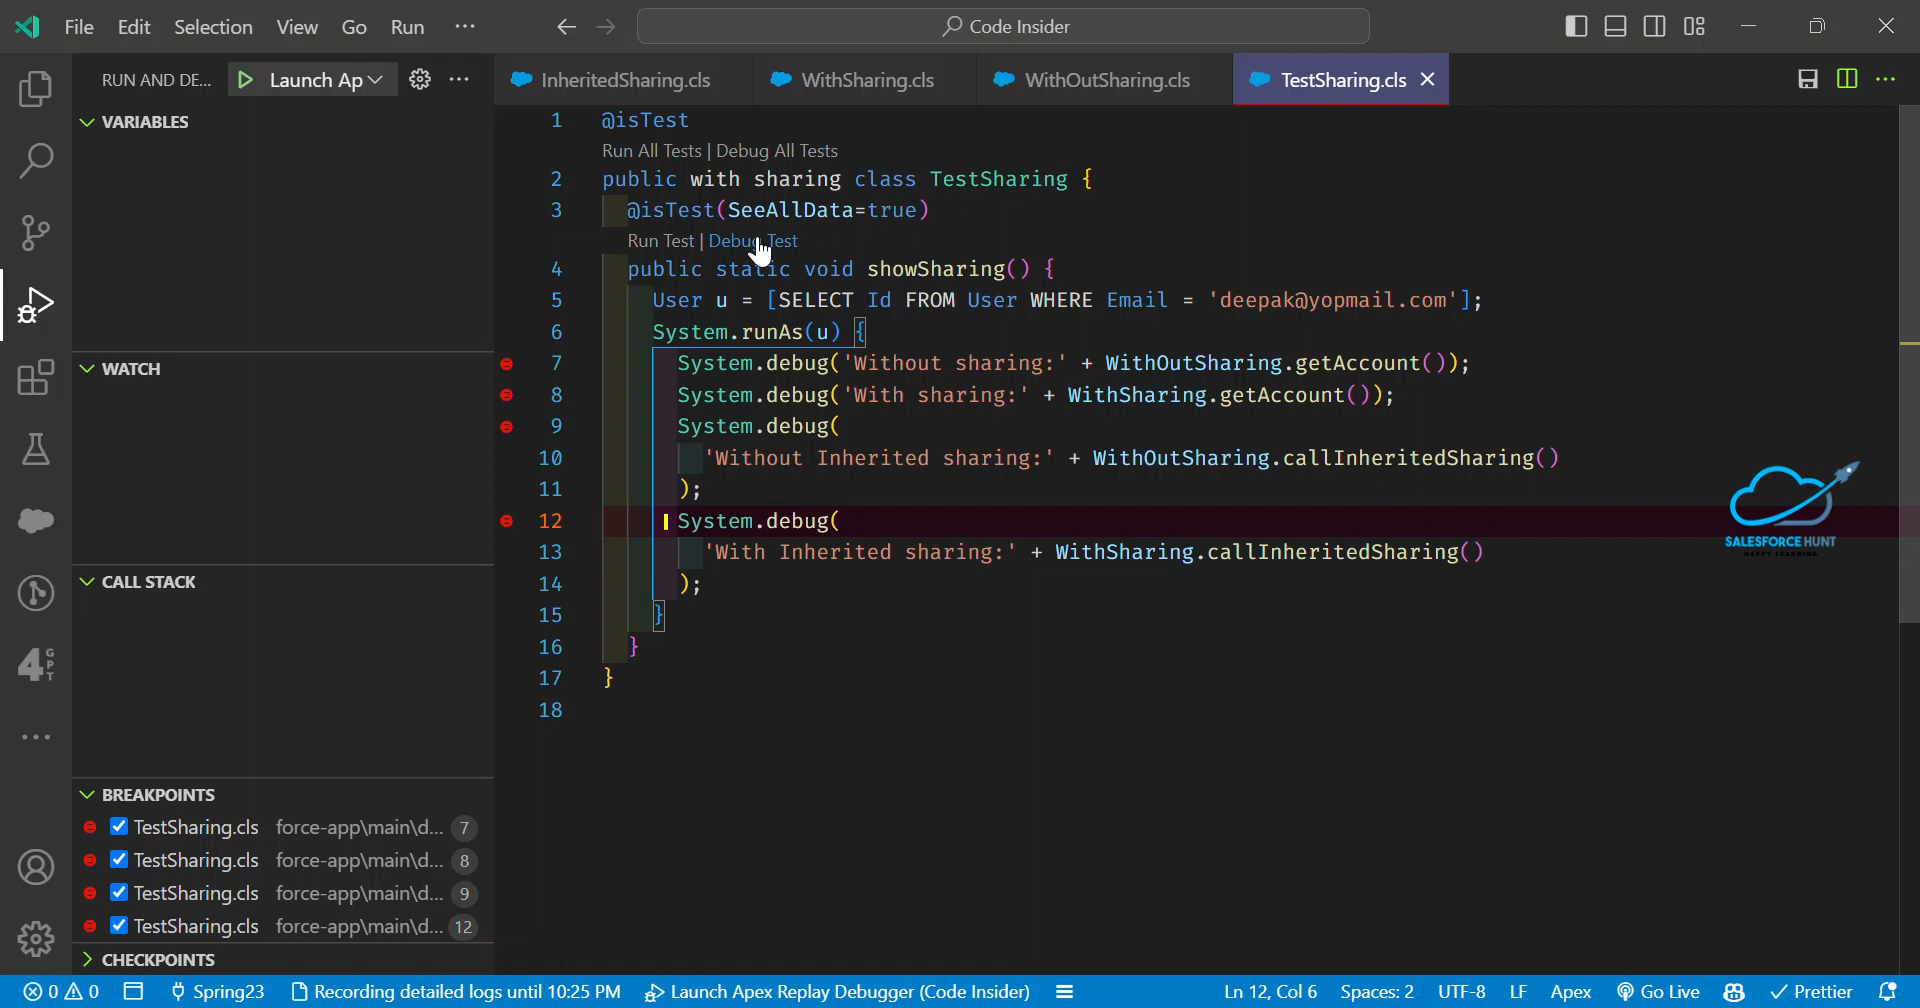 File Edit Selection View Go Run ··· Code Insider
RUN AND DE... Launch Ap
InheritedSharing.cls WithSharing.cls WithOutSharing.cls TestSharing.cls
VARIABLES
WATCH
CALL STACK
BREAKPOINTS
TestSharing.cls force-app\main\d... 7
TestSharing.cls force-app\main\d... 8
TestSharing.cls force-app\main\d... 9
TestSharing.cls force-app\main\d... 12
CHECKPOINTS
4 GPT
1 @isTest
Run All Tests | Debug All Tests
2 public with sharing class TestSharing {
3 @isTest(SeeAllData=true)
Run Test | Debug Test
4 public static void showSharing() {
5 User u = [SELECT Id FROM User WHERE Email = 'deepak@yopmail.com'];
6 System.runAs(u) {
7 System.debug('Without sharing:' + WithOutSharing.getAccount());
8 System.debug('With sharing:' + WithSharing.getAccount());
9 System.debug(
10 'Without Inherited sharing:' + WithOutSharing.callInheritedSharing()
11 );
12 System.debug(
13 'With Inherited sharing:' + WithSharing.callInheritedSharing()
14 );
15 }
16 }
17 }
18
SALESFORCE HUNT
HAPPY LEARNING
0 0 Spring23 Recording detailed logs until 10:25 PM Launch Apex Replay Debugger (Code Insider) Ln 12, Col 6 Spaces: 2 UTF-8 LF Apex Go Live Prettier